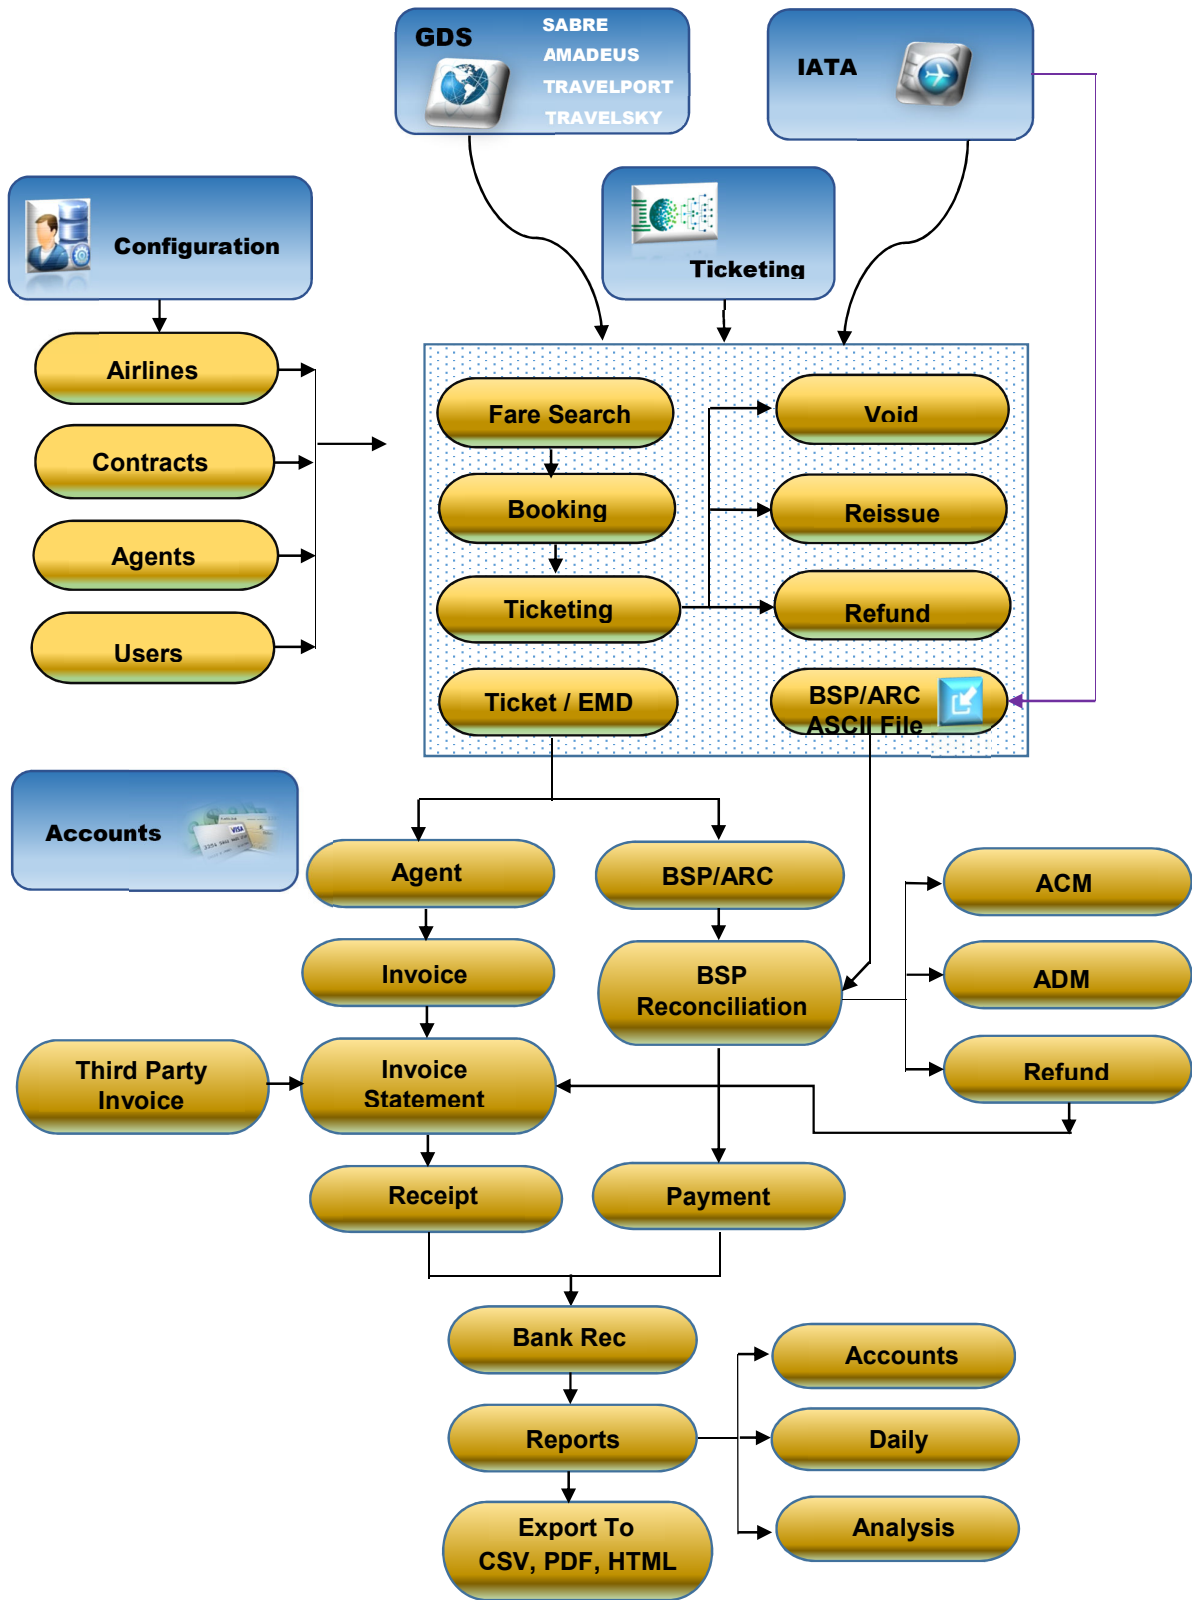 GDS
SABRE
AMADEUS
TRAVELPORT
TRAVELSKY
IATA
Configuration
Ticketing
Airlines
Contracts
Agents
Users
Fare Search
Booking
Ticketing
Ticket / EMD
Void
Reissue
Refund
BSP/ARC
ASCII File
Accounts
VISA
Agent
BSP/ARC
ACM
Invoice
BSP
Reconciliation
ADM
Third Party
Invoice
Invoice
Statement
Refund
Receipt
Payment
Bank Rec
Accounts
Reports
Daily
Export To
CSV, PDF, HTML
Analysis